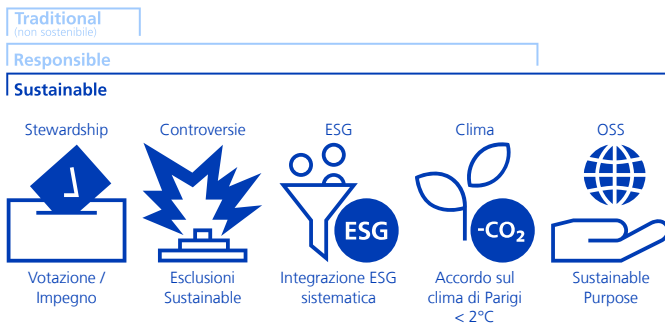 Traditional
(non sostenibile)
Responsible
Sustainable
Stewardship
Controversie
ESG
Clima
OSS
ESG
-CO₂
Votazione /
Impegno
Esclusioni
Sustainable
Integrazione ESG
sistematica
Accordo sul
clima di Parigi
< 2°C
Sustainable
Purpose